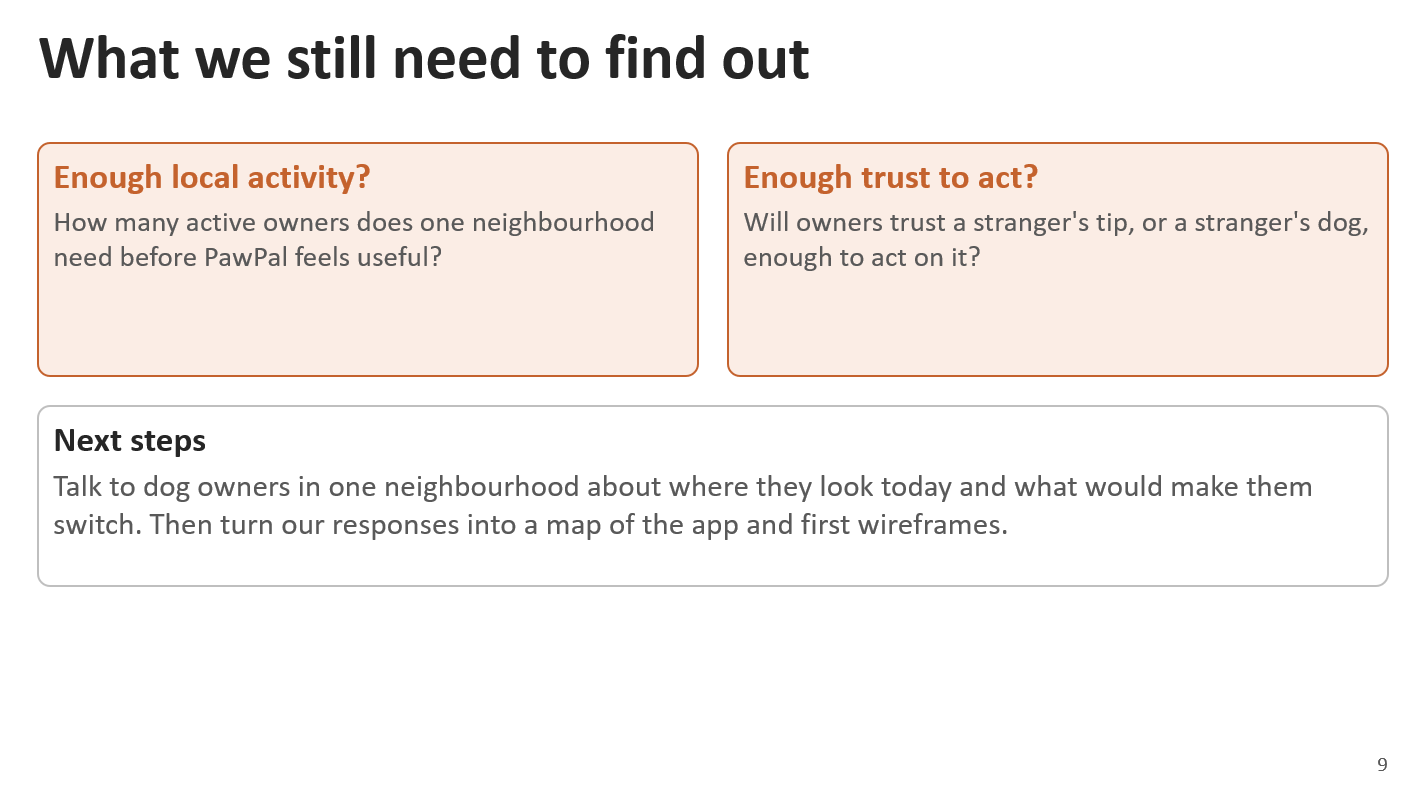 What we still need to find out
Enough local activity?
How many active owners does one neighbourhood
need before PawPal feels useful?
Enough trust to act?
Will owners trust a stranger's tip, or a stranger's dog,
enough to act on it?
Next steps
Talk to dog owners in one neighbourhood about where they look today and what would make them
switch. Then turn our responses into a map of the app and first wireframes.
9